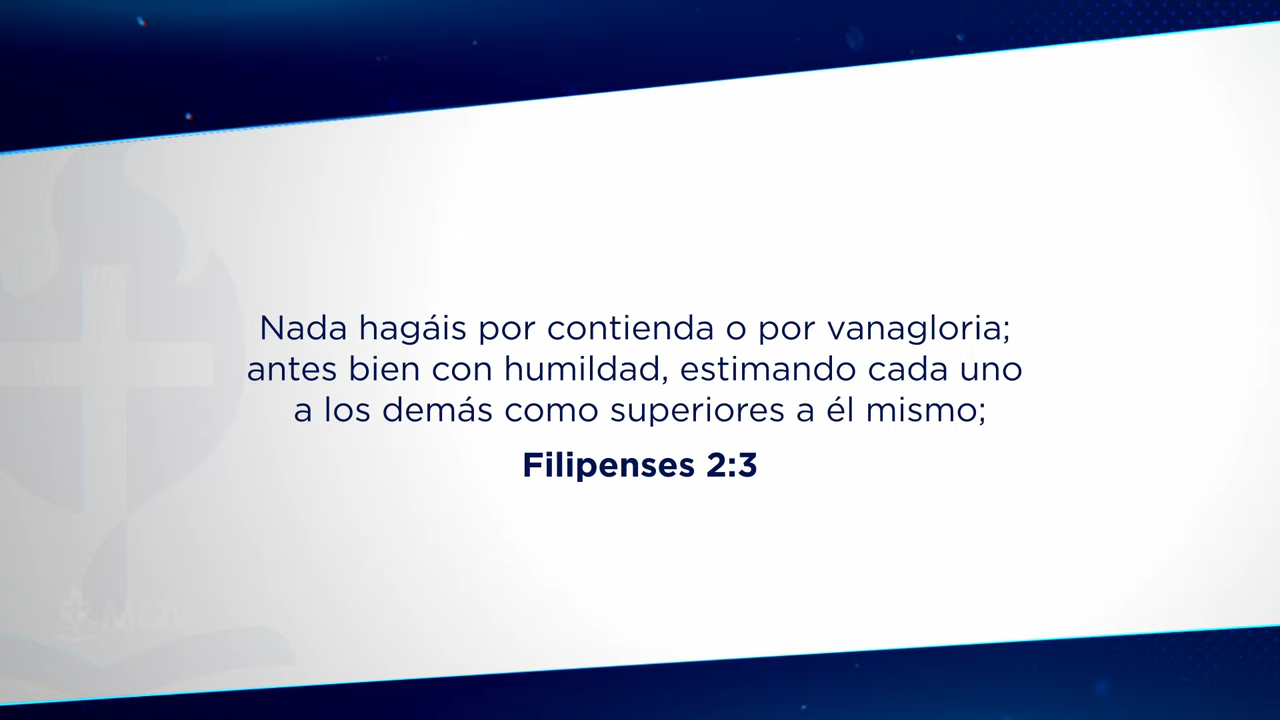 Nada hagáis por contienda o por vanagloria;
antes bien con humildad, estimando cada uno
a los demás como superiores a él mismo;
Filipenses 2:3